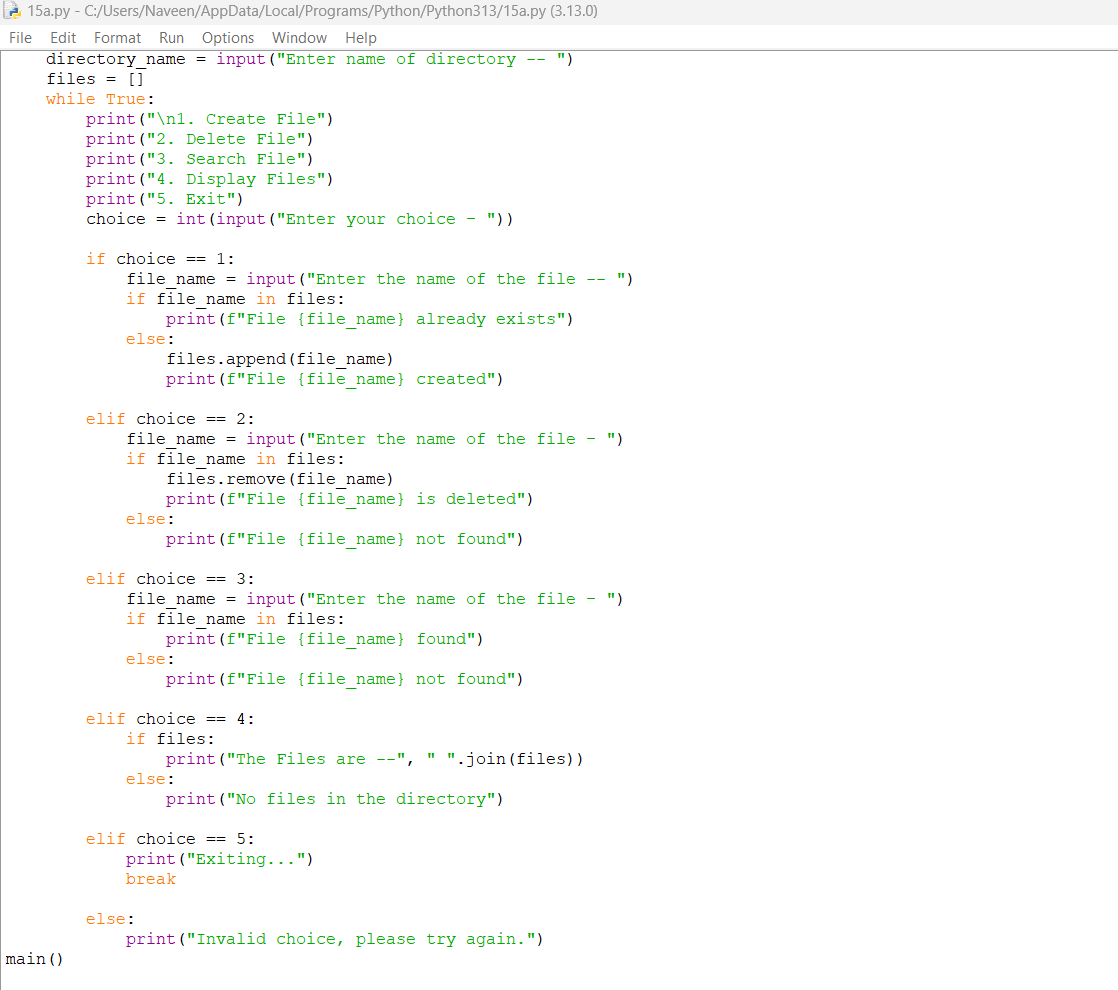 15a.py - C:/Users/Naveen/AppData/Local/Programs/Python/Python313/15a.py (3.13.0)
File Edit Format Run Options Window Help
    directory_name = input("Enter name of directory -- ")
    files = []
    while True:
        print("\n1. Create File")
        print("2. Delete File")
        print("3. Search File")
        print("4. Display Files")
        print("5. Exit")
        choice = int(input("Enter your choice - "))

        if choice == 1:
            file_name = input("Enter the name of the file -- ")
            if file_name in files:
                print(f"File {file_name} already exists")
            else:
                files.append(file_name)
                print(f"File {file_name} created")

        elif choice == 2:
            file_name = input("Enter the name of the file - ")
            if file_name in files:
                files.remove(file_name)
                print(f"File {file_name} is deleted")
            else:
                print(f"File {file_name} not found")

        elif choice == 3:
            file_name = input("Enter the name of the file - ")
            if file_name in files:
                print(f"File {file_name} found")
            else:
                print(f"File {file_name} not found")

        elif choice == 4:
            if files:
                print("The Files are --", " ".join(files))
            else:
                print("No files in the directory")

        elif choice == 5:
            print("Exiting...")
            break

        else:
            print("Invalid choice, please try again.")
main()